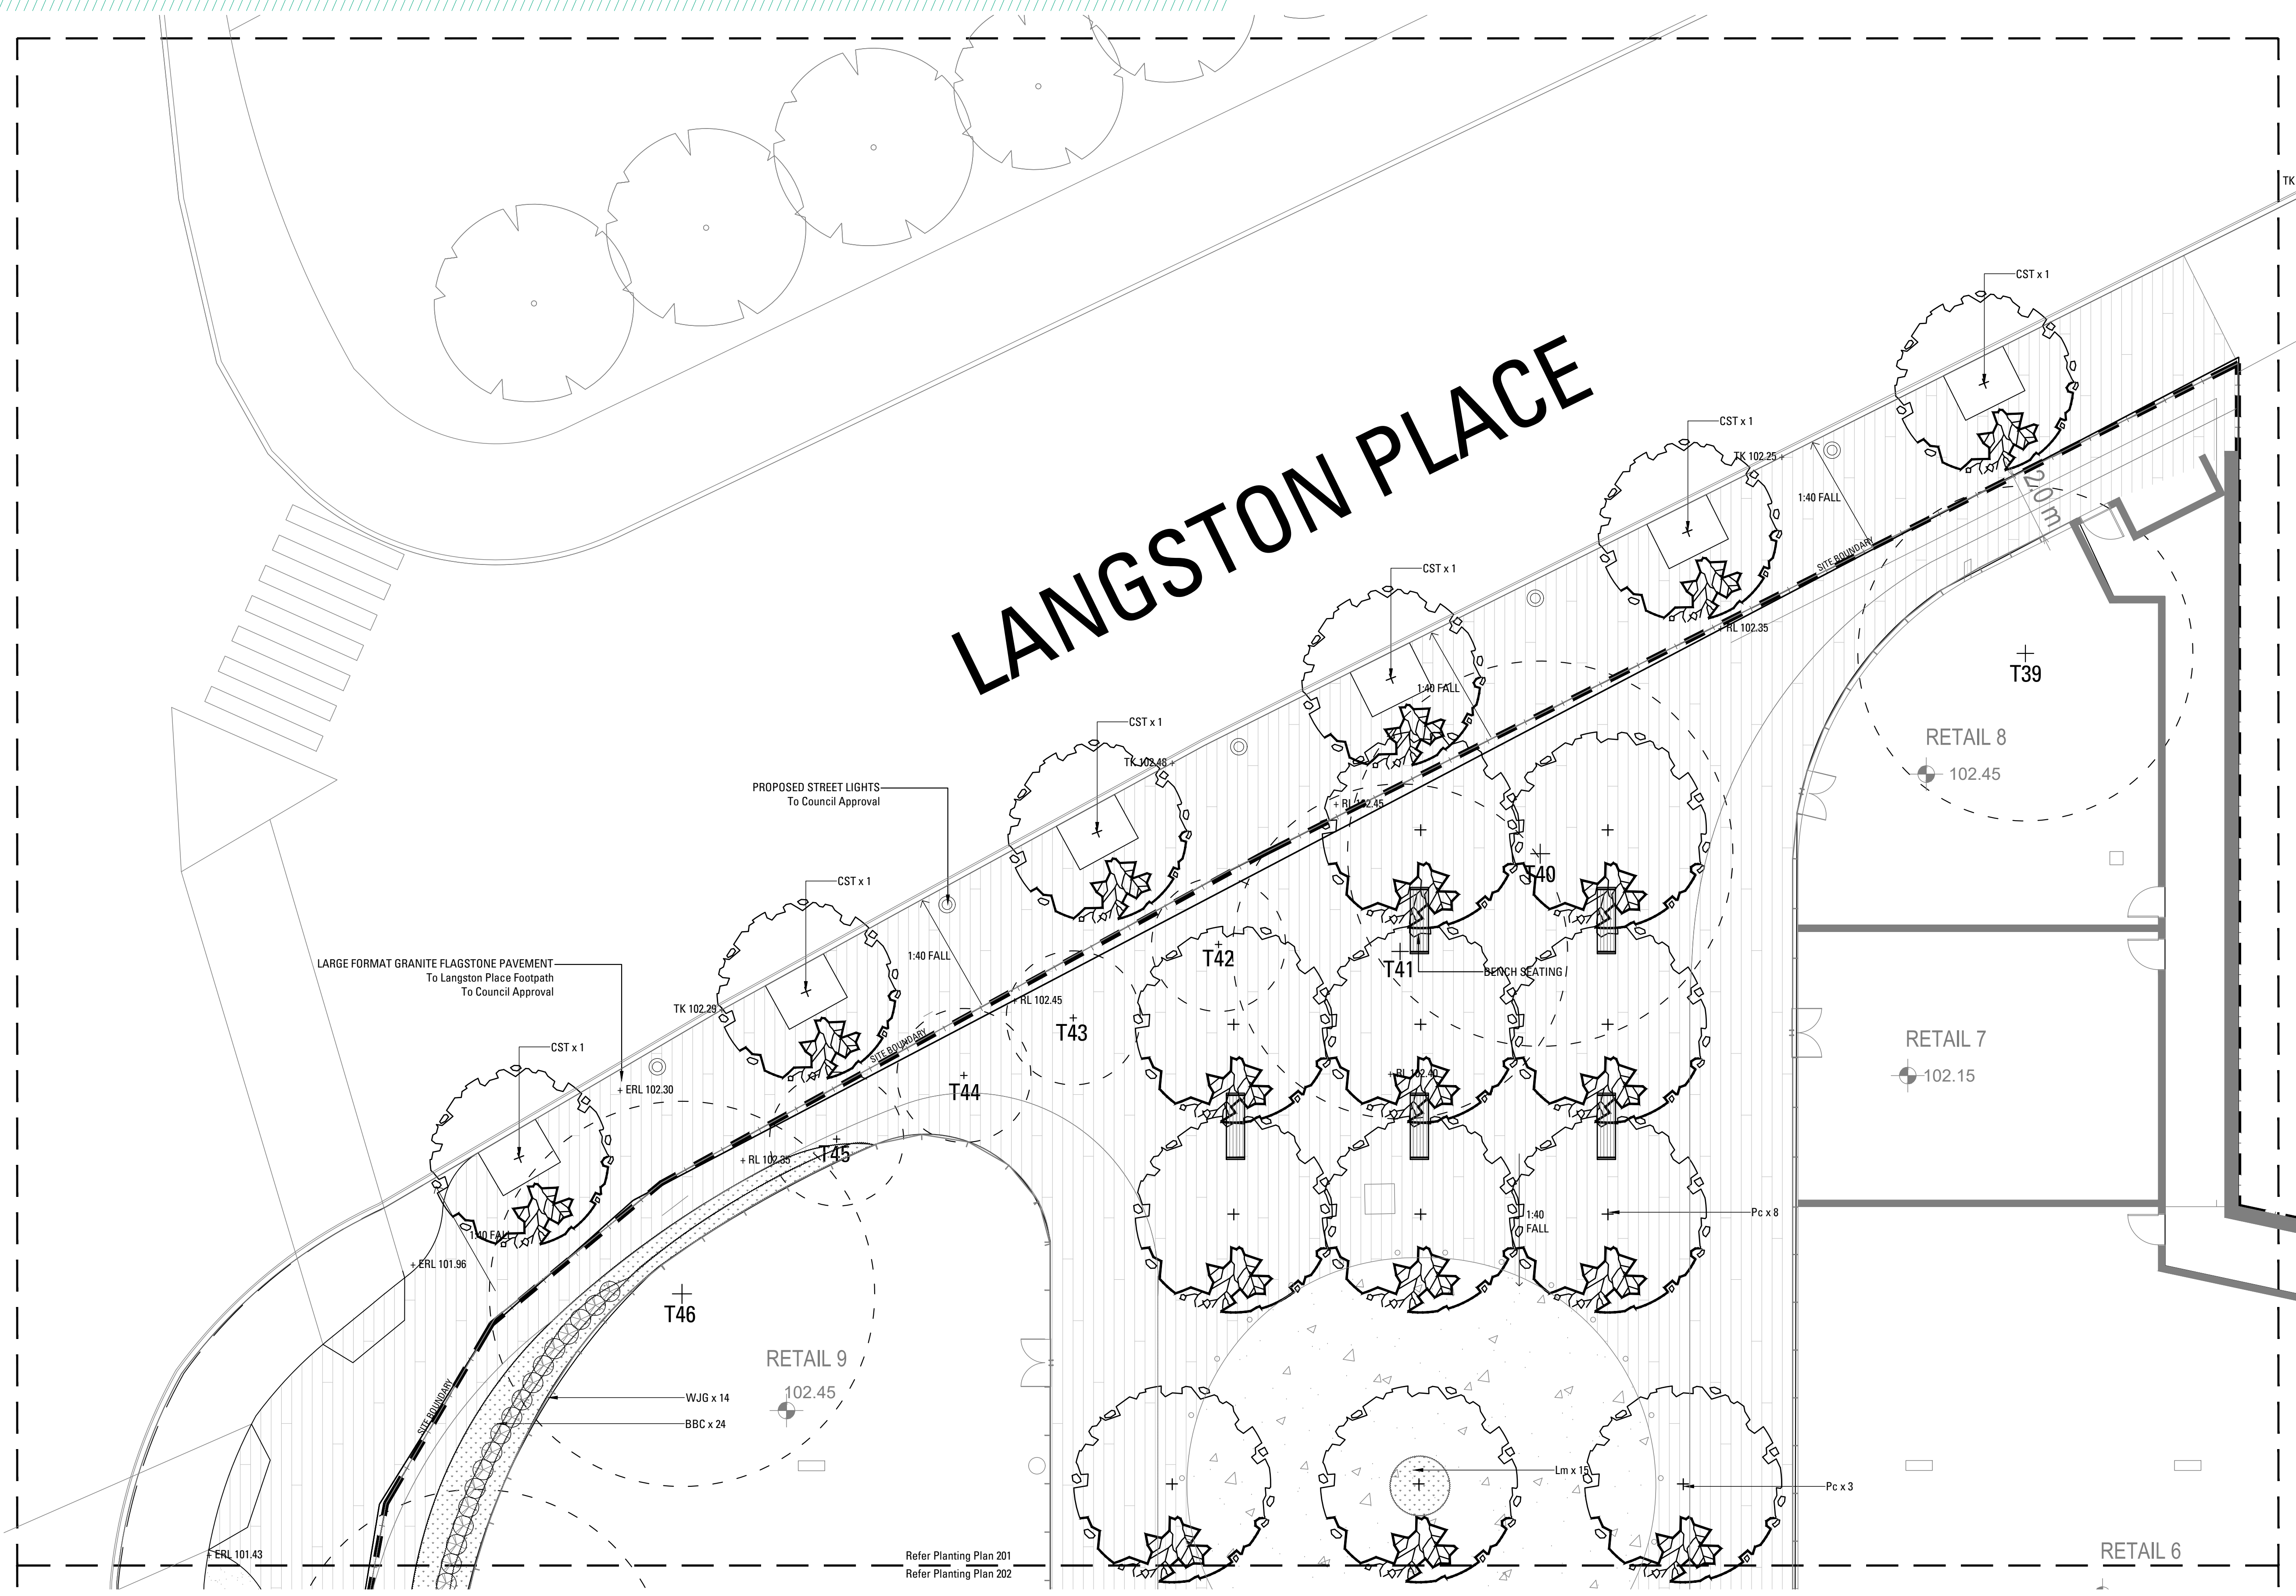 TK
CST x 1
CST x 1
TK 102.25 +
1:40 FALL
20 m
LANGSTON PLACE
SITE BOUNDARY
CST x 1
+ RL 102.35
T39
1:40 FALL
CST x 1
RETAIL 8
102.45
TK 102.48 +
PROPOSED STREET LIGHTS
To Council Approval
+ RL 102.45
T40
CST x 1
1:40 FALL
T42
T41
BENCH SEATING
LARGE FORMAT GRANITE FLAGSTONE PAVEMENT
To Langston Place Footpath
To Council Approval
+ RL 102.45
TK 102.29
T43
RETAIL 7
102.15
SITE BOUNDARY
CST x 1
+ RL 102.40
+ ERL 102.30
T44
T45
+ RL 102.35
Pc x 8
1:40
FALL
1:40 FALL
+ ERL 101.96
T46
RETAIL 9
102.45
SITE BOUNDARY
WJG x 14
BBC x 24
Lm x 15
Pc x 3
+ ERL 101.43
Refer Planting Plan 201
Refer Planting Plan 202
RETAIL 6